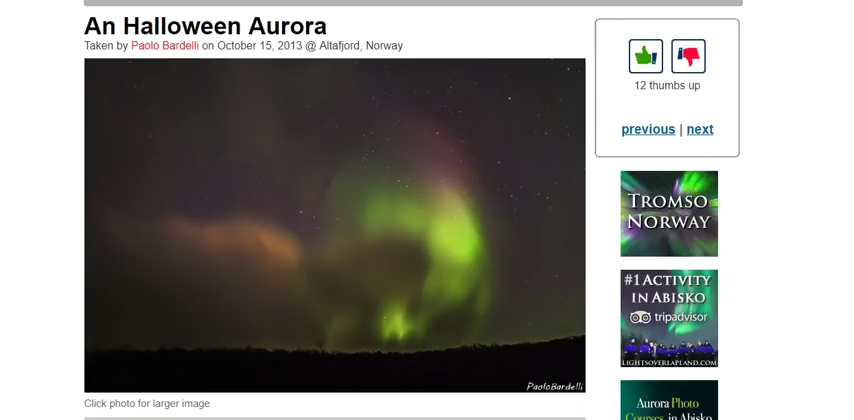 An Halloween Aurora
Taken by Paolo Bardelli on October 15, 2013 @ Altafjord, Norway
PaoloBardelli
Click photo for larger image
12 thumbs up
previous | next
TROMSO
NORWAY
#1 ACTIVITY
IN ABISKO
tripadvisor
LIGHTSOVERLAPLAND.COM
Aurora Photo
Courses in Abisko